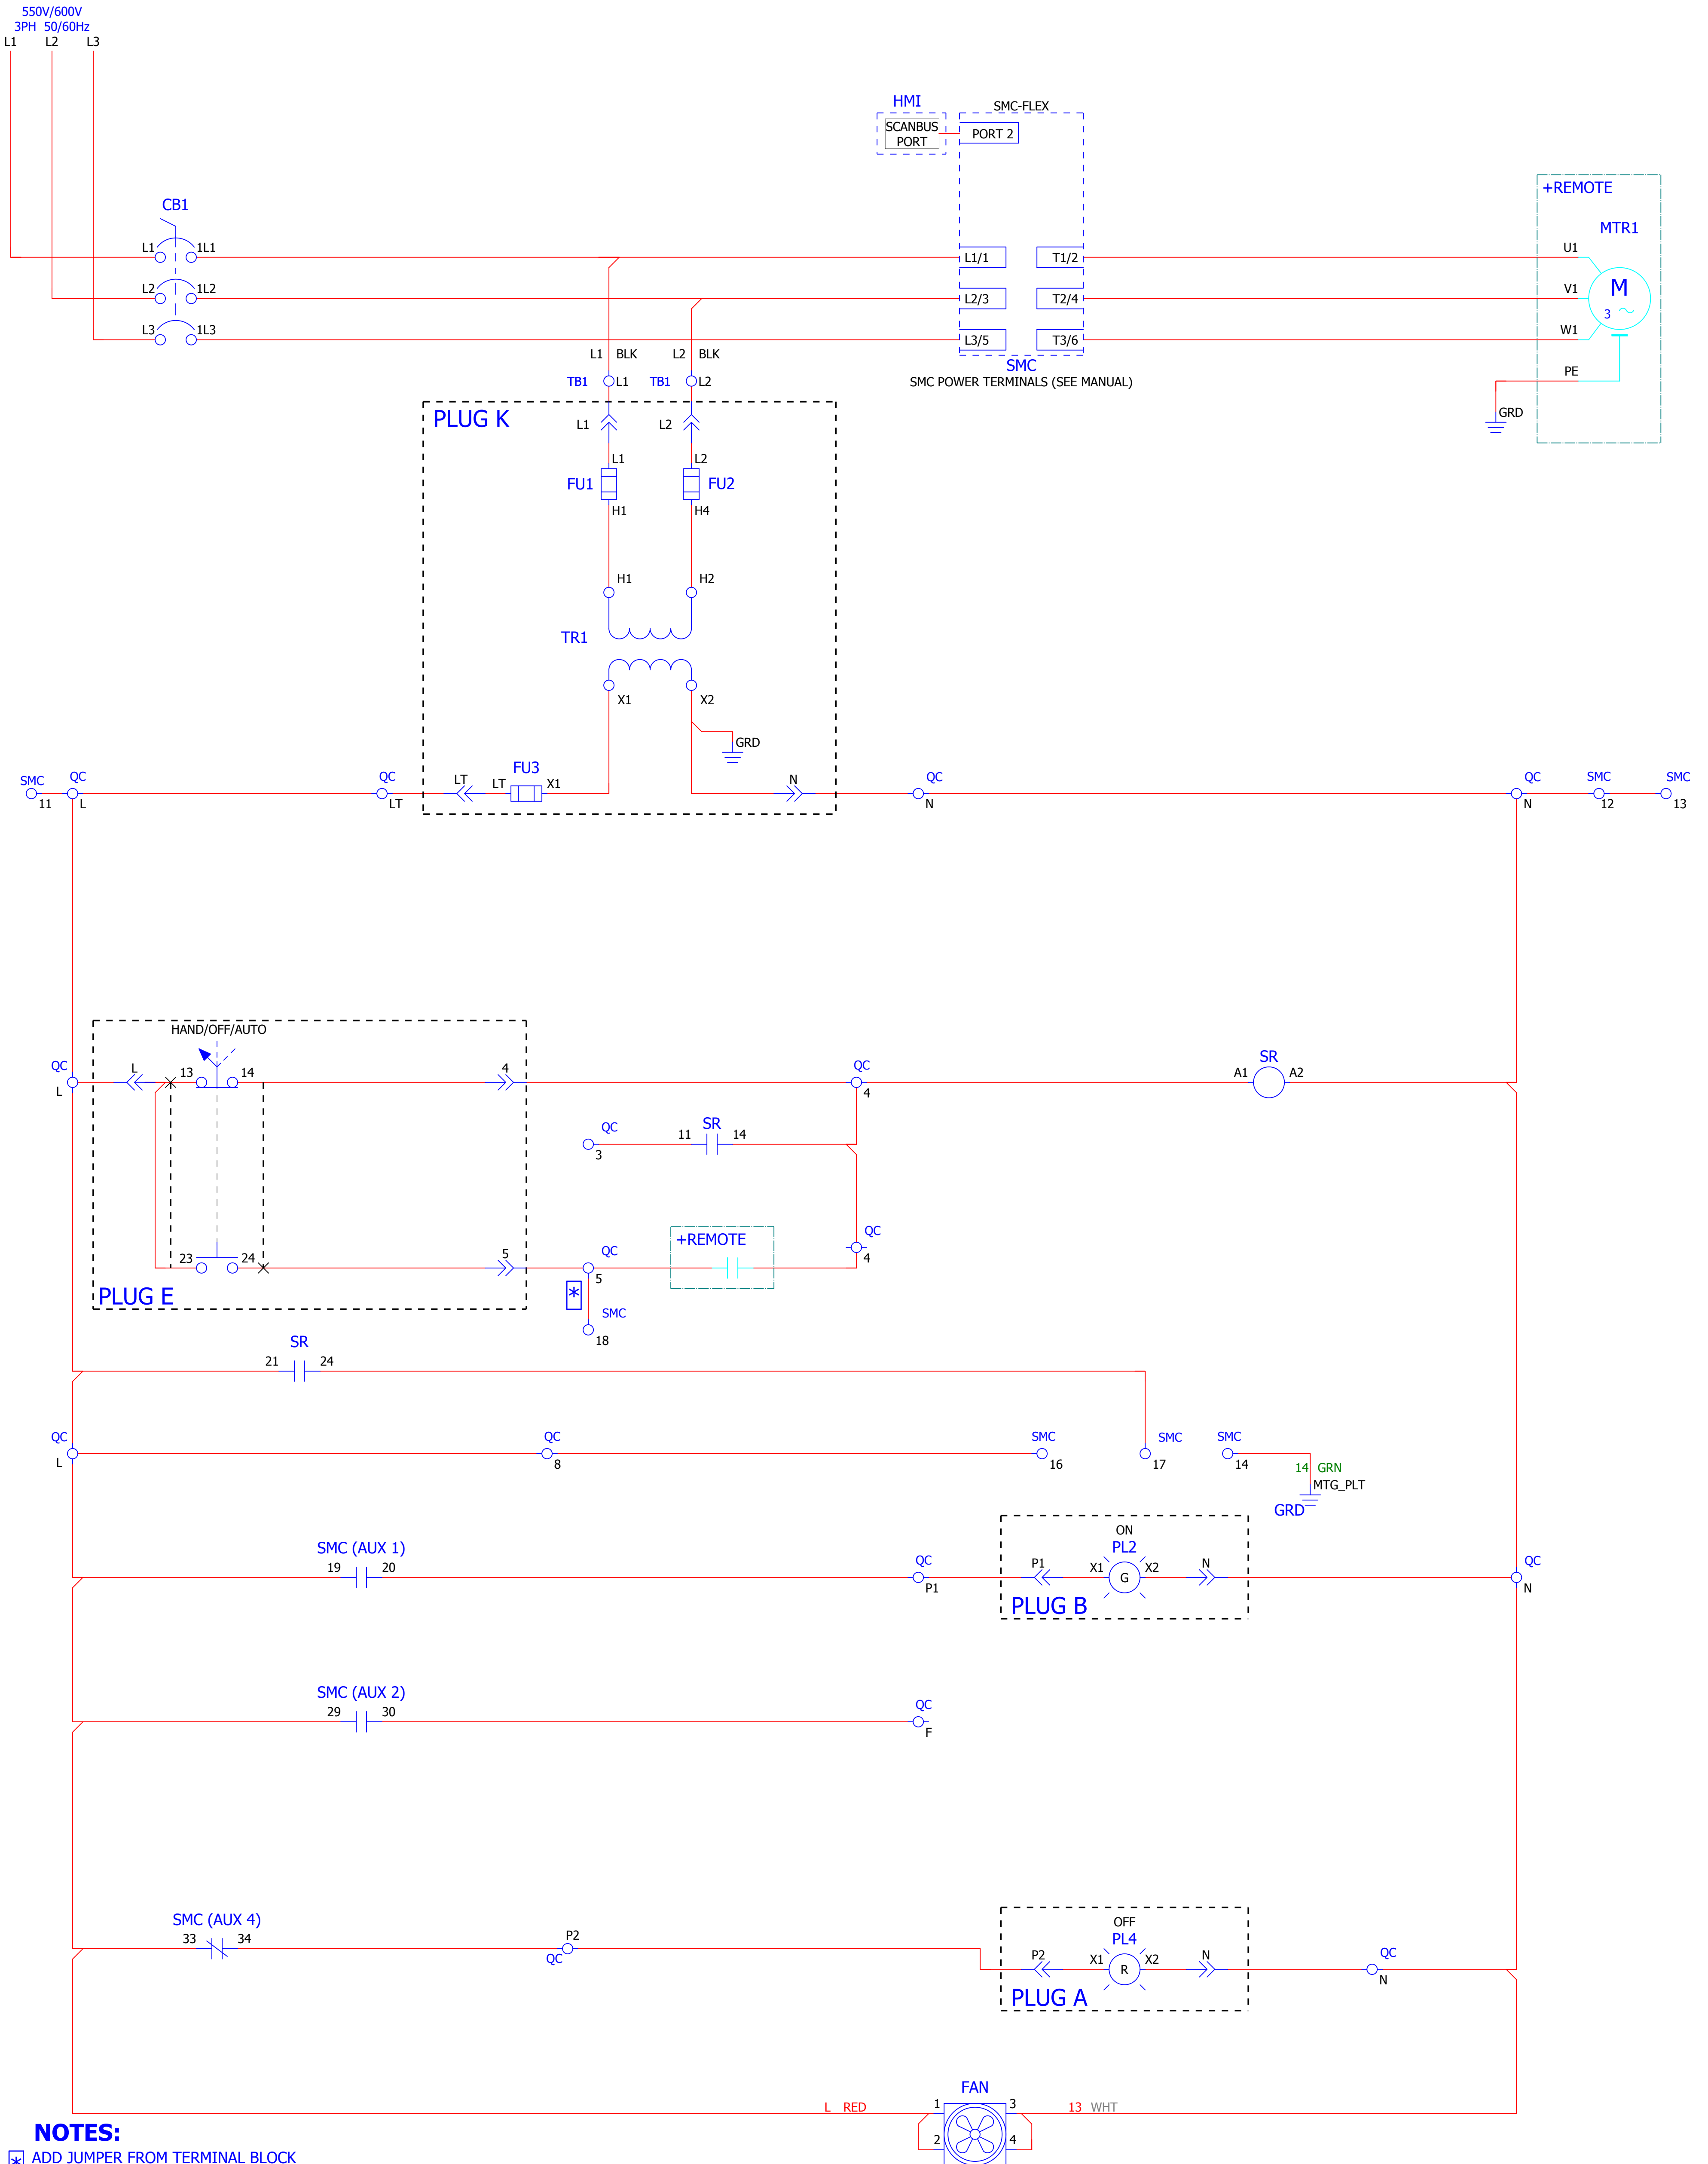 550V/600V
3PH 50/60Hz
L1 L2 L3
HMI
SMC-FLEX
SCANBUS
PORT
PORT 2
+REMOTE
MTR1
CB1
L1 1L1
L1/1 T1/2
U1
L2 1L2
L2/3 T2/4
V1
M
3
L3 1L3
L3/5 T3/6
W1
L1 BLK L2 BLK
SMC
SMC POWER TERMINALS (SEE MANUAL)
PE
TB1 L1 TB1 L2
GRD
PLUG K
L1 L2
L1 L2
FU1 FU2
H1 H4
H1 H2
TR1
X1 X2
GRD
SMC QC QC LT LT FU3 X1 N QC QC SMC SMC
11 L LT N N 12 13
HAND/OFF/AUTO
QC L 13 14 4 QC A1 SR A2
L 4
QC 11 SR 14
3
QC
4
+REMOTE
23 24 5 QC
5
PLUG E
*
SMC
18
SR
21 24
QC QC SMC SMC SMC
L 8 16 17 14
14 GRN
MTG_PLT
GRD
ON
SMC (AUX 1) PL2
19 20 QC P1 X1 G X2 N QC
P1 N
PLUG B
SMC (AUX 2)
29 30 QC
F
OFF
SMC (AUX 4) PL4
33 34 P2
QC
P2 X1 R X2 N QC
N
PLUG A
FAN
L RED 1 3 13 WHT
2 4
NOTES:
* ADD JUMPER FROM TERMINAL BLOCK